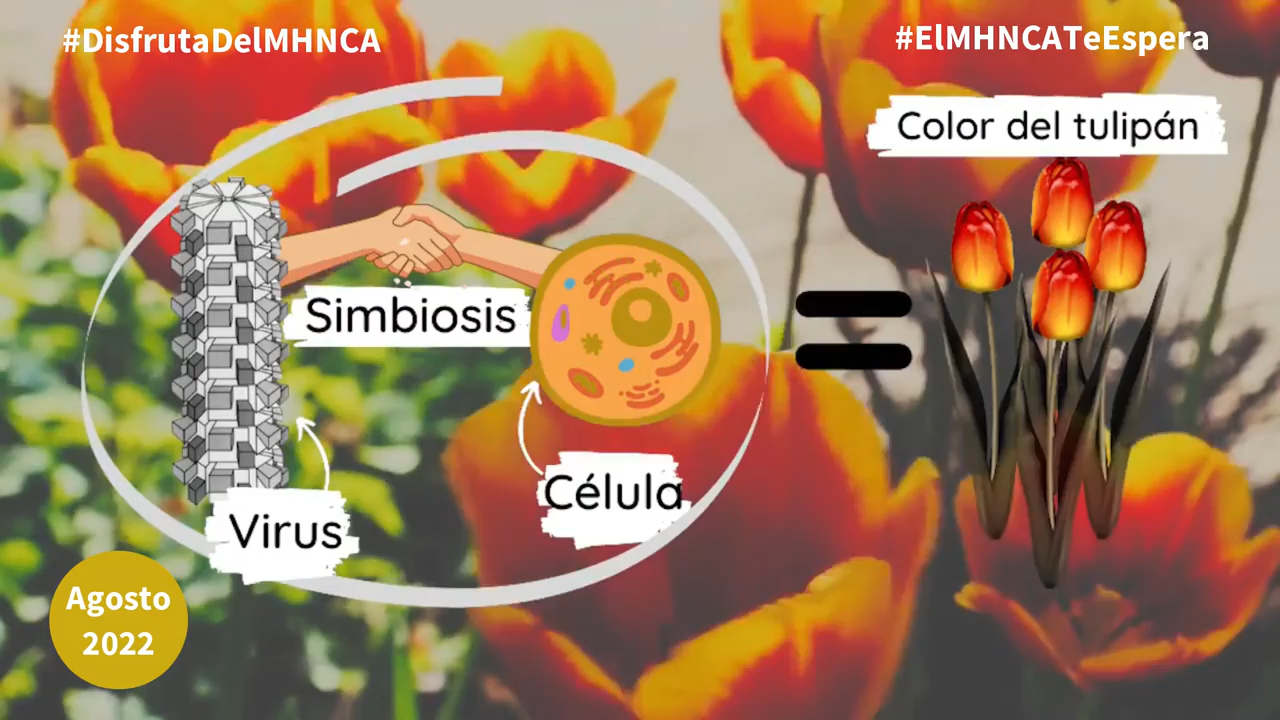 #DisfrutaDelMHNCA
#ElMHNCATeEspera
Color del tulipán
Simbiosis
Célula
Virus
Agosto
2022